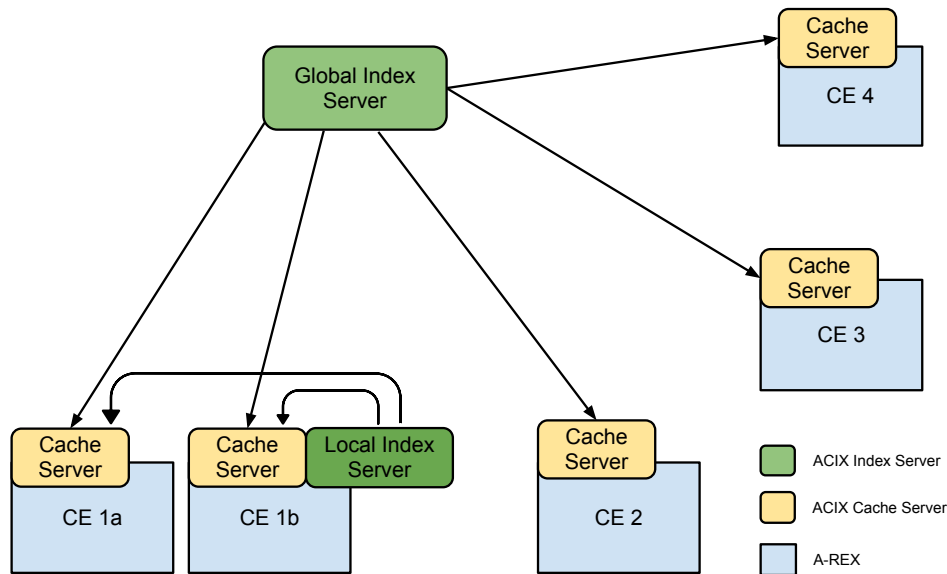 Cache
Server
CE 4
Global Index
Server
Cache
Server
CE 3
Cache
Server
CE 1a
Cache
Server
CE 1b
Local Index
Server
Cache
Server
CE 2
ACIX Index Server
ACIX Cache Server
A-REX